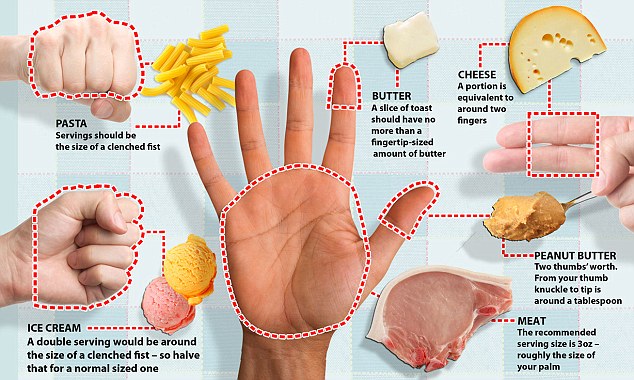 PASTA
Servings should be
the size of a clenched fist
BUTTER
A slice of toast
should have no
more than a
fingertip-sized
amount of butter
CHEESE
A portion is
equivalent to
around two
fingers
PEANUT BUTTER
Two thumbs' worth.
From your thumb
knuckle to tip is
around a tablespoon
ICE CREAM
A double serving would be around
the size of a clenched fist – so halve
that for a normal sized one
MEAT
The recommended
serving size is 3oz –
roughly the size of
your palm